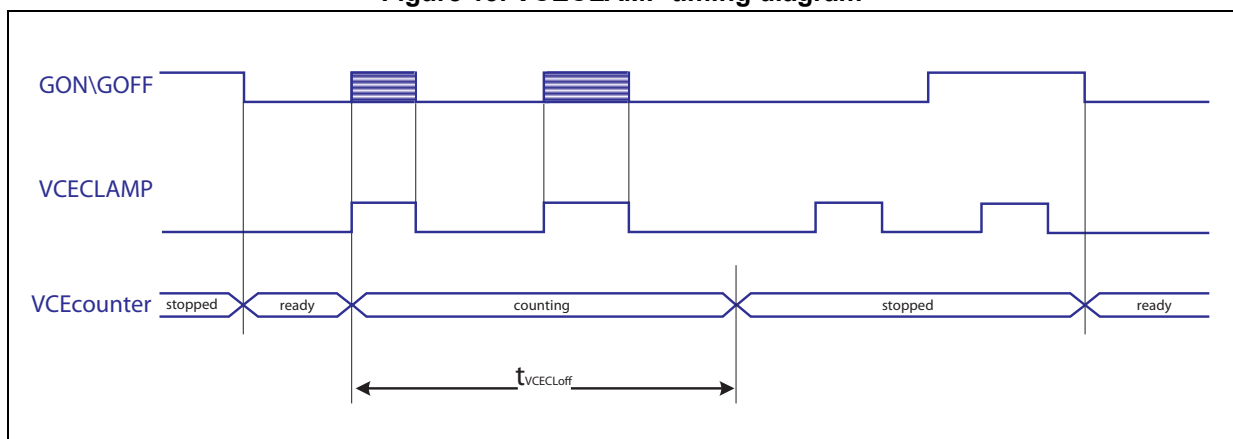 GON\GOFF
VCECLAMP
VCEcounter
stopped
ready
counting
stopped
ready
tVCECLoff